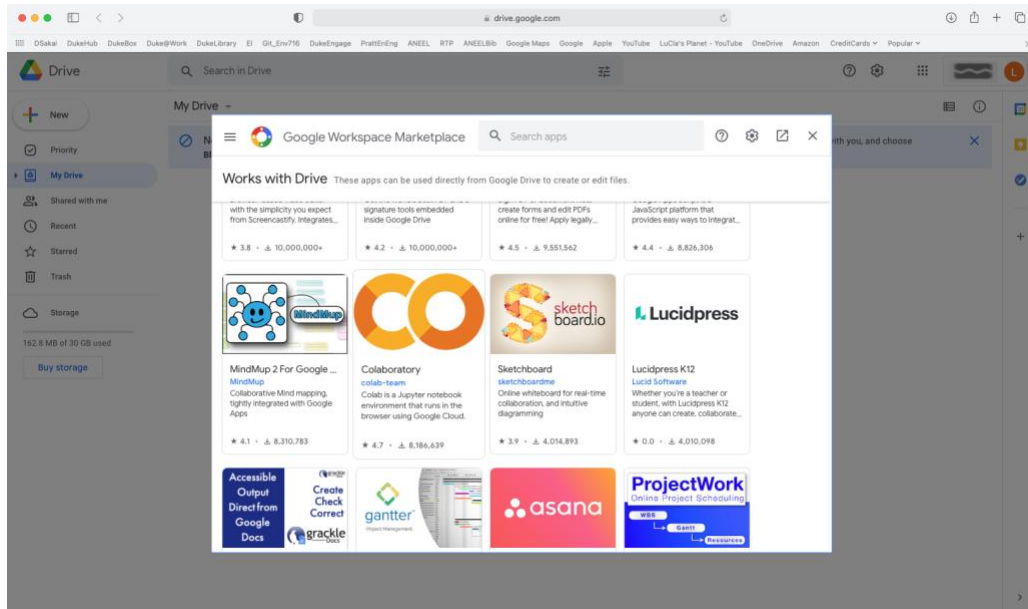 drive.google.com
DSakai DukeHub DukeBox Duke@Work DukeLibrary EI Git_Env716 DukeEngage PrattEnEng ANEEL RTP ANEELBib Google Maps Google Apple YouTube LuCla's Planet - YouTube OneDrive Amazon CreditCards Popular
Drive
Search in Drive
L
New
My Drive
Priority
My Drive
Shared with me
Recent
Starred
Trash
Storage
162.8 MB of 30 GB used
Buy storage
ith you, and choose
Google Workspace Marketplace
Search apps
Works with Drive These apps can be used directly from Google Drive to create or edit files.
with the simplicity you expect
from Screencastify. Integrates...
3.8 · 10,000,000+
signature tools embedded
inside Google Drive
4.2 · 10,000,000+
create forms and edit PDFs
online for free! Apply legally...
4.5 · 9,551,562
JavaScript platform that
provides easy ways to integrat...
4.4 · 8,826,306
MindMup
MindMup 2 For Google ...
MindMup
Collaborative Mind mapping,
tightly integrated with Google
Apps
4.1 · 8,310,783
Colaboratory
colab-team
Colab is a Jupyter notebook
environment that runs in the
browser using Google Cloud.
4.7 · 8,186,639
sketch
board.io
Sketchboard
sketchboardme
Online whiteboard for real-time
collaboration, and intuitive
diagramming
3.9 · 4,014,893
Lucidpress
Lucidpress K12
Lucid Software
Whether you're a teacher or
student, with Lucidpress K12
anyone can create, collaborate...
0.0 · 4,010,098
Accessible
Output
Direct from
Google
Docs
grackle
Create
Check
Correct
grackle
Docs
gantter
Project Management
asana
ProjectWork
Online Project Scheduling
WBS
Gantt
Resources